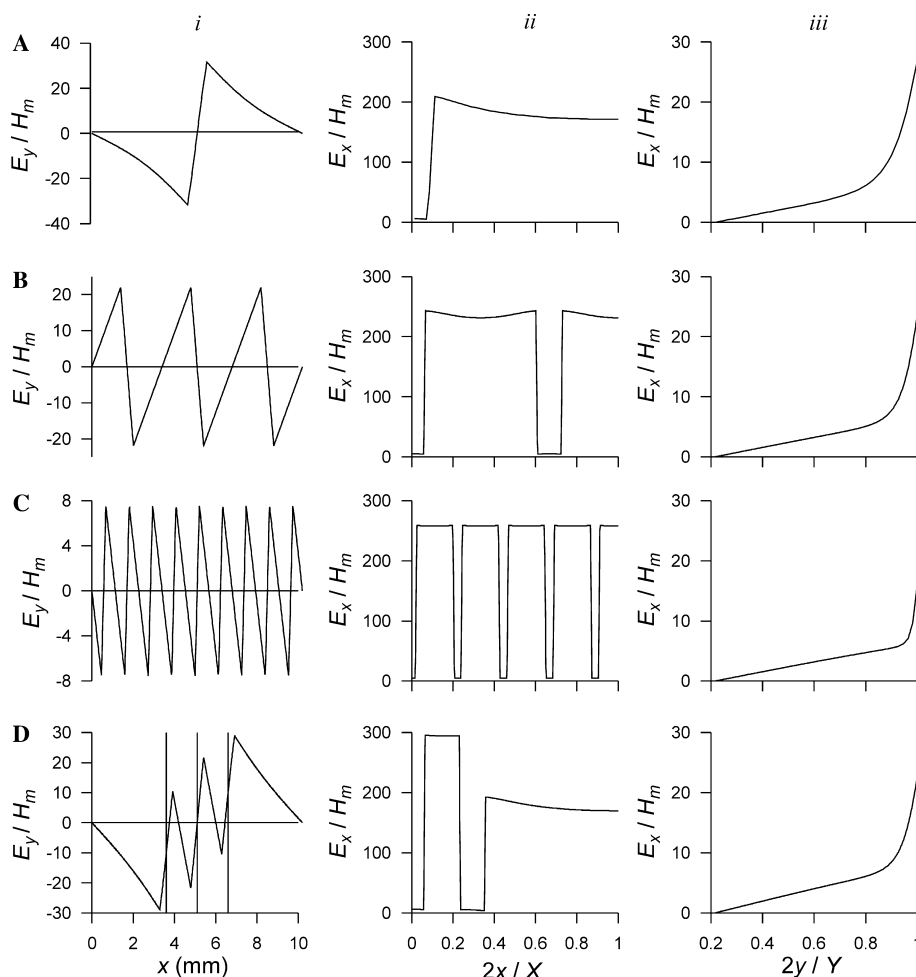 i ii iii
A
E_y / H_m
40
20
0
-20
-40
E_x / H_m
300
200
100
0
E_x / H_m
30
20
10
0
B
E_y / H_m
20
10
0
-10
-20
E_x / H_m
300
200
100
0
E_x / H_m
30
20
10
0
C
E_y / H_m
8
4
0
-4
-8
E_x / H_m
300
200
100
0
E_x / H_m
30
20
10
0
D
E_y / H_m
30
20
10
0
-10
-20
-30
E_x / H_m
300
200
100
0
E_x / H_m
30
20
10
0
0 2 4 6 8 10
x (mm)
0 0.2 0.4 0.6 0.8 1
2x / X
0.2 0.4 0.6 0.8 1
2y / Y